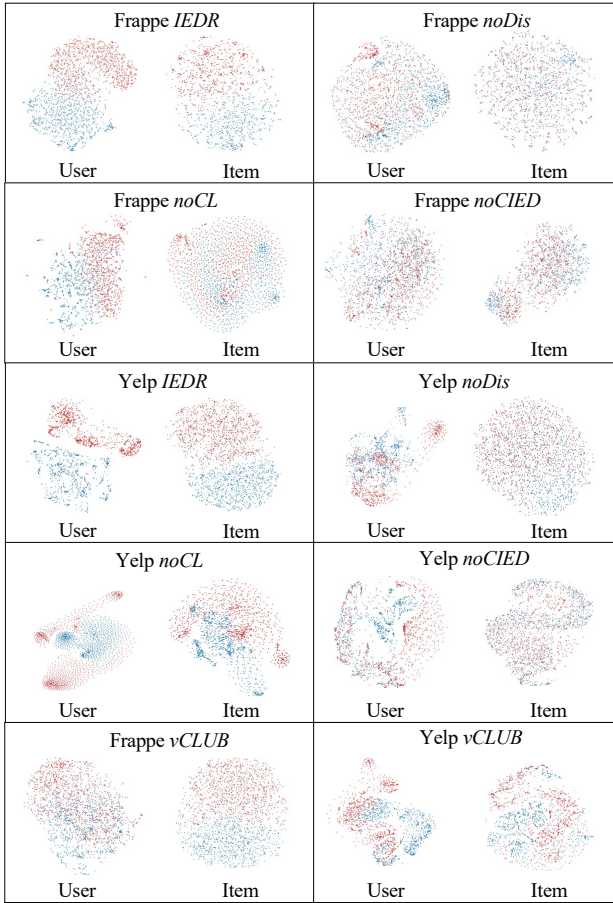 Frappe IEDR
User Item
Frappe noDis
User Item
Frappe noCL
User Item
Frappe noCIED
User Item
Yelp IEDR
User Item
Yelp noDis
User Item
Yelp noCL
User Item
Yelp noCIED
User Item
Frappe vCLUB
User Item
Yelp vCLUB
User Item